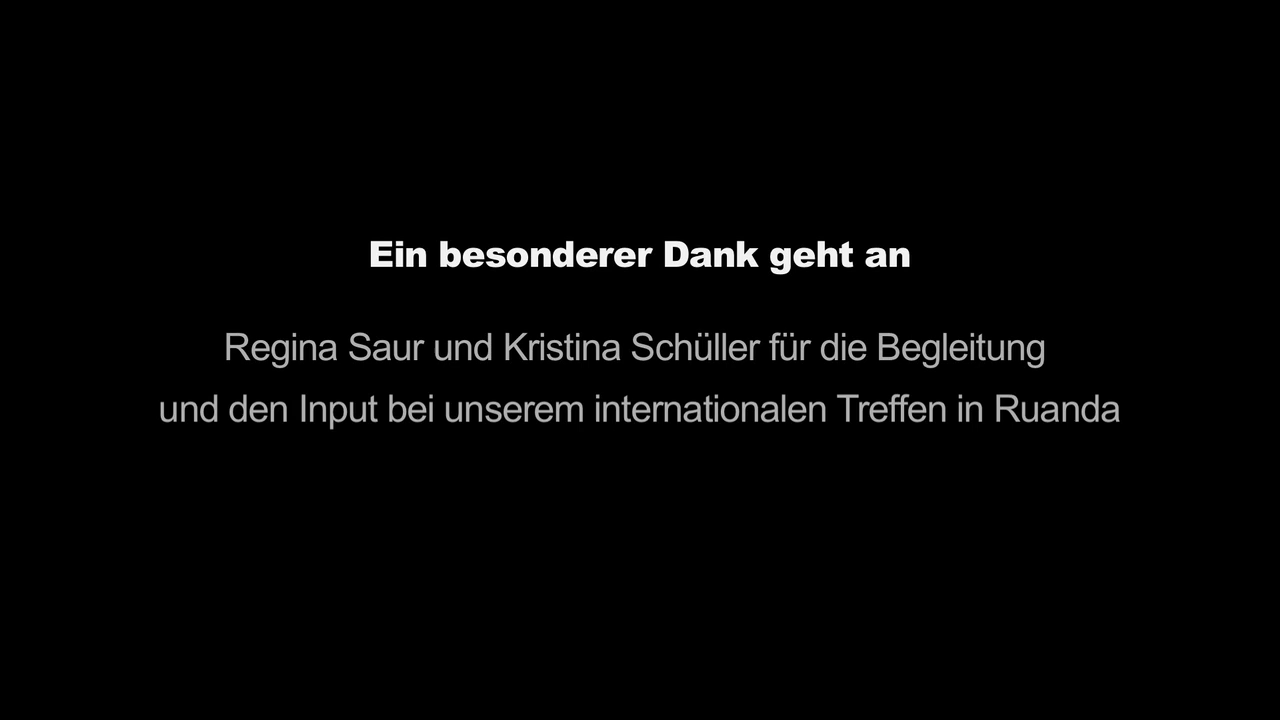 Ein besonderer Dank geht an
Regina Saur und Kristina Schüller für die Begleitung
und den Input bei unserem internationalen Treffen in Ruanda